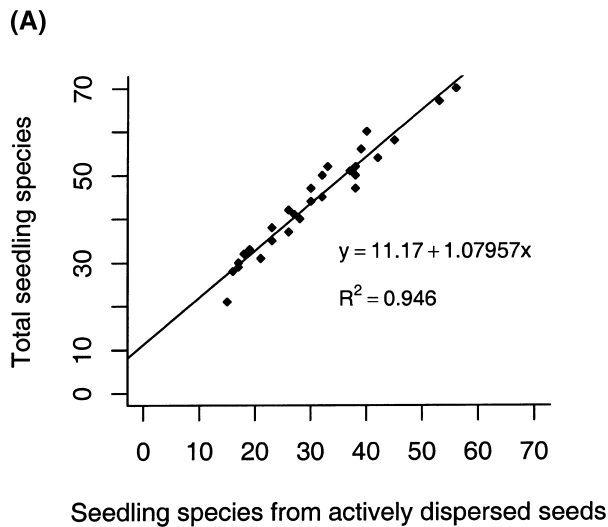 (A)
Total seedling species
70
50
30
10
0
y = 11.17 + 1.07957x
R² = 0.946
0 10 20 30 40 50 60 70
Seedling species from actively dispersed seeds